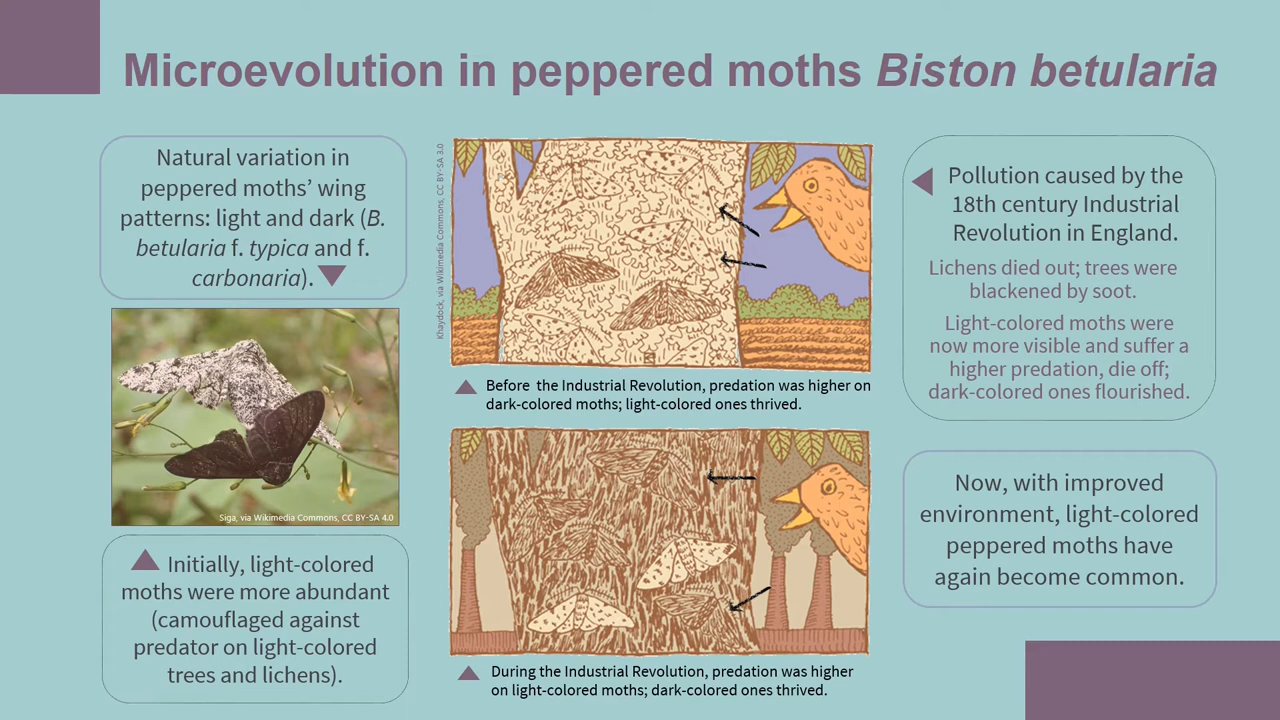 Microevolution in peppered moths Biston betularia
Natural variation in
peppered moths’ wing
patterns: light and dark (B.
betularia f. typica and f.
carbonaria).
Siga, via Wikimedia Commons, CC BY-SA 4.0
Initially, light-colored
moths were more abundant
(camouflaged against
predator on light-colored
trees and lichens).
Khaydock, via Wikimedia Commons, CC BY-SA 3.0
Before the Industrial Revolution, predation was higher on
dark-colored moths; light-colored ones thrived.
During the Industrial Revolution, predation was higher
on light-colored moths; dark-colored ones thrived.
Pollution caused by the
18th century Industrial
Revolution in England.
Lichens died out; trees were
blackened by soot.
Light-colored moths were
now more visible and suffer a
higher predation, die off;
dark-colored ones flourished.
Now, with improved
environment, light-colored
peppered moths have
again become common.